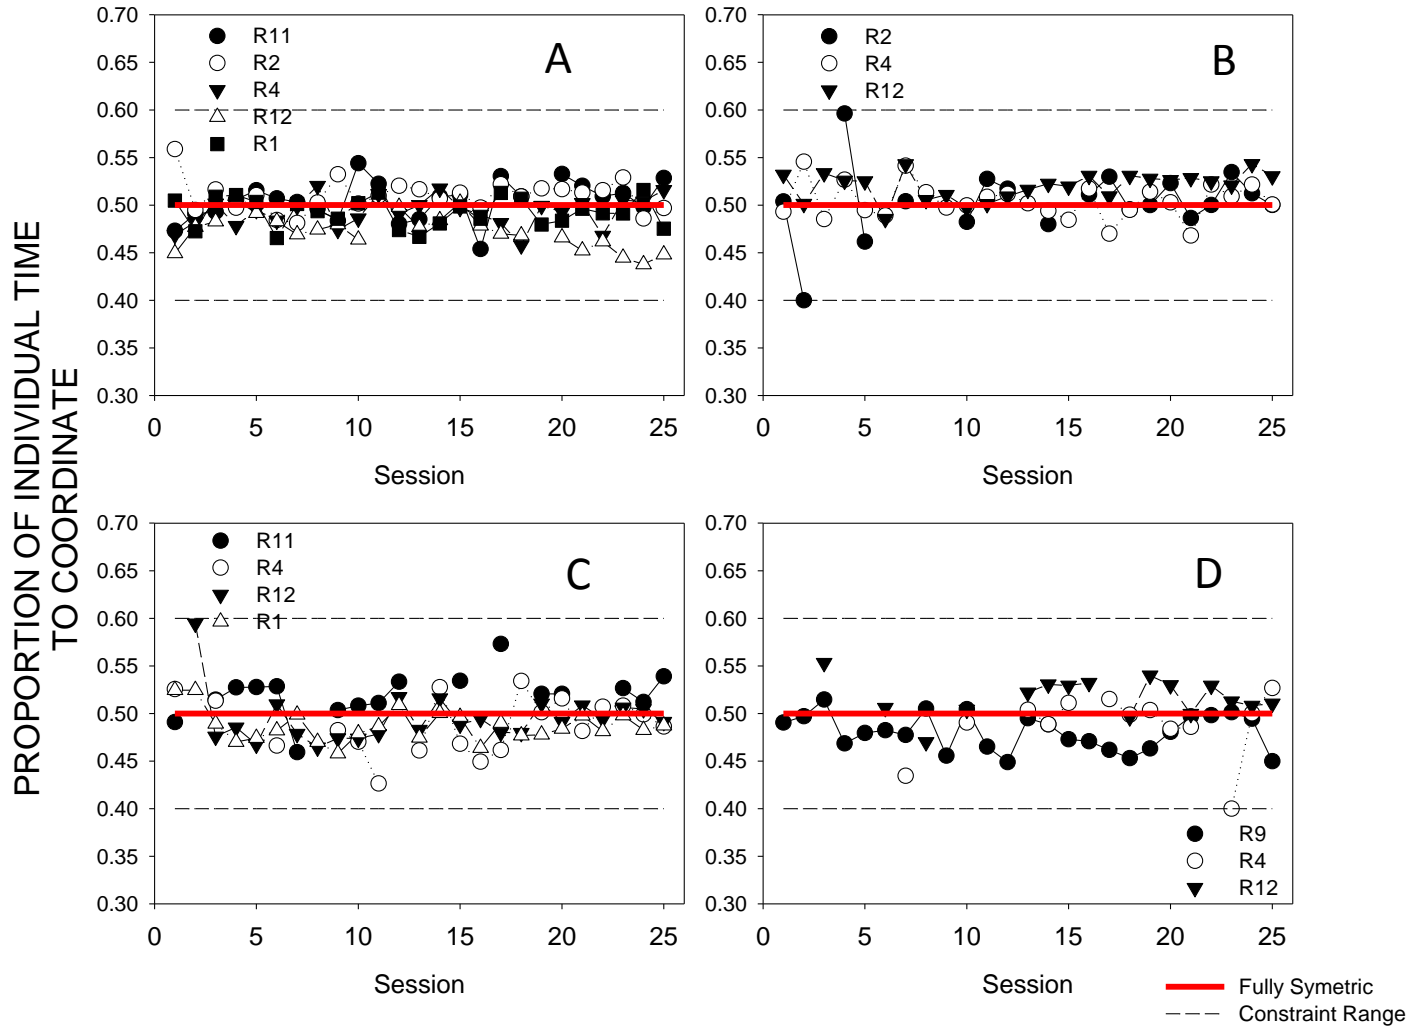 PROPORTION OF INDIVIDUAL TIME
TO COORDINATE
0.70
0.65
0.60
0.55
0.50
0.45
0.40
0.35
0.30
R11
R2
R4
R12
R1
A
0 5 10 15 20 25
Session
0.70
0.65
0.60
0.55
0.50
0.45
0.40
0.35
0.30
R2
R4
R12
B
0 5 10 15 20 25
Session
0.70
0.65
0.60
0.55
0.50
0.45
0.40
0.35
0.30
R11
R4
R12
R1
C
0 5 10 15 20 25
Session
0.70
0.65
0.60
0.55
0.50
0.45
0.40
0.35
0.30
D
R9
R4
R12
0 5 10 15 20 25
Session
Fully Symetric
Constraint Range